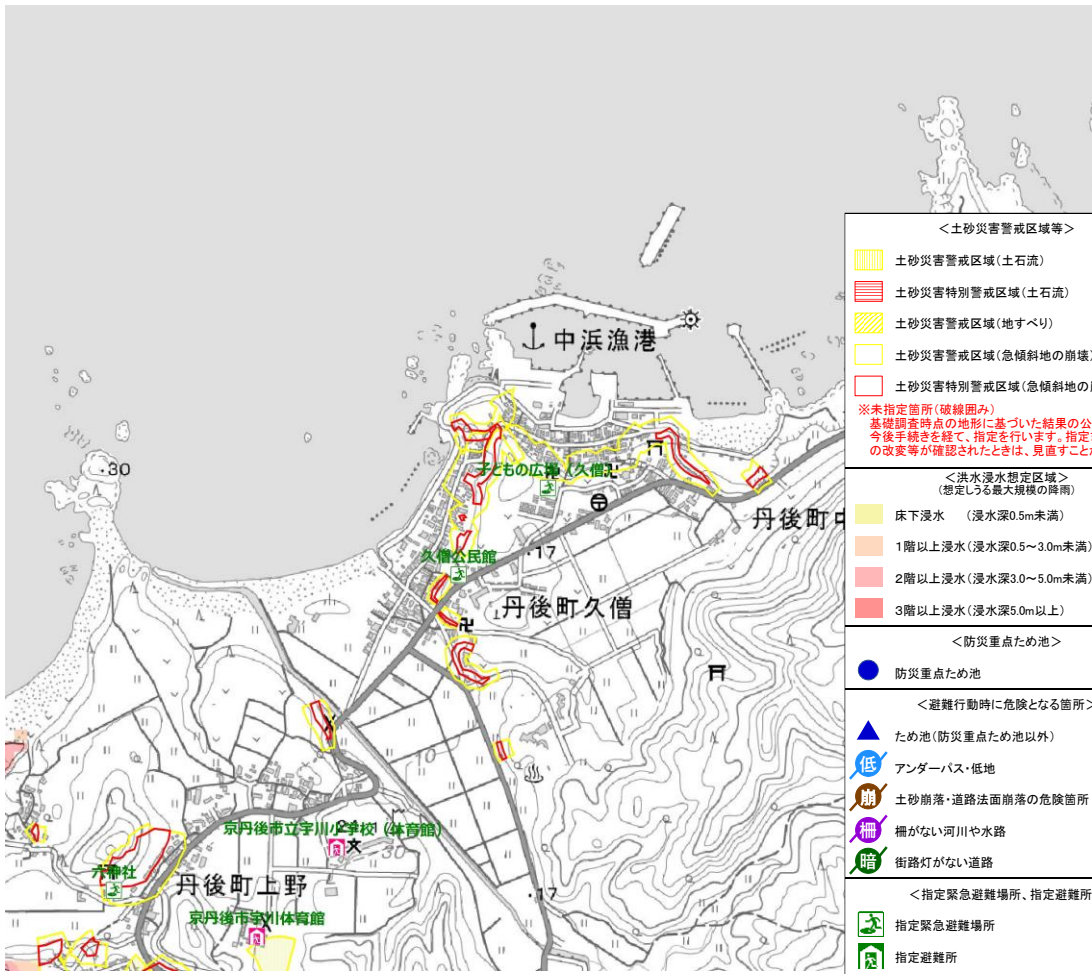 中浜漁港
・30
子どもの広場（久僧）
丹後町中
・17
久僧公民館
丹後町久僧
京丹後市立宇川小学校（体育館）
六神社
丹後町上野
・17
京丹後市宇川体育館
＜土砂災害警戒区域等＞
土砂災害警戒区域（土石流）
土砂災害特別警戒区域（土石流）
土砂災害警戒区域（地すべり）
土砂災害警戒区域（急傾斜地の崩壊）
土砂災害特別警戒区域（急傾斜地の
※未指定箇所（破線囲み）
基礎調査時点の地形に基づいた結果の公
今後手続きを経て、指定を行います。指定
の改変等が確認されたときは、見直すことが
＜洪水浸水想定区域＞
（想定しうる最大規模の降雨）
床下浸水　（浸水深0.5m未満）
1階以上浸水（浸水深0.5～3.0m未満）
2階以上浸水（浸水深3.0～5.0m未満）
3階以上浸水（浸水深5.0m以上）
＜防災重点ため池＞
防災重点ため池
＜避難行動時に危険となる箇所＞
ため池（防災重点ため池以外）
低 アンダーパス・低地
崩 土砂崩落・道路法面崩落の危険箇所
柵 柵がない河川や水路
暗 街路灯がない道路
＜指定緊急避難場所、指定避難所
指定緊急避難場所
指定避難所